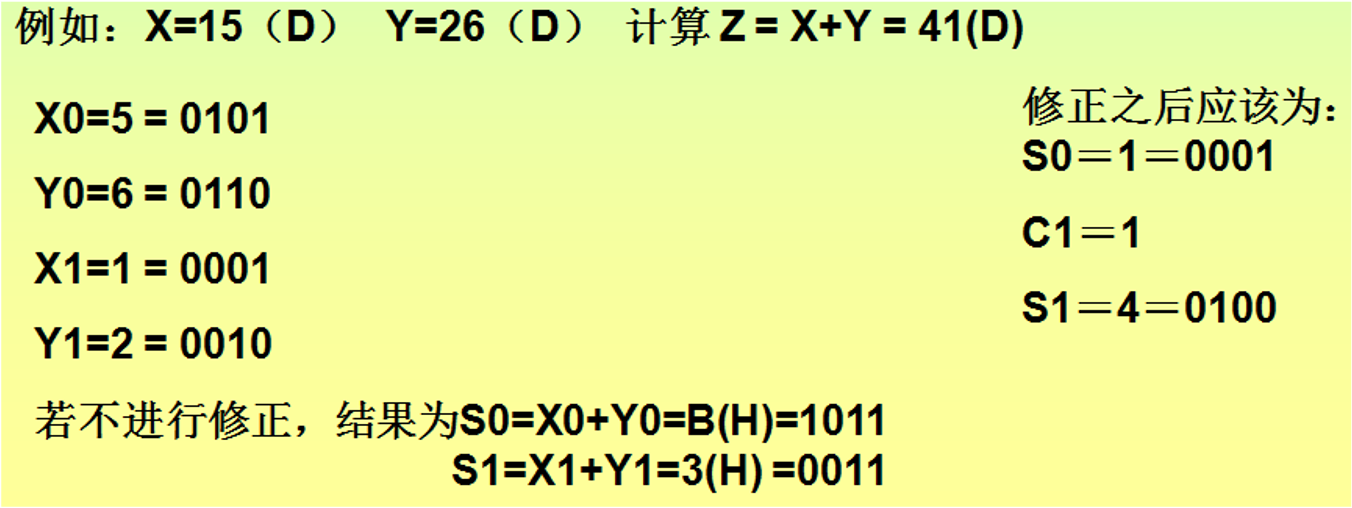 例如：X=15（D） Y=26（D） 计算 Z = X+Y = 41(D)
X0=5 = 0101
Y0=6 = 0110
X1=1 = 0001
Y1=2 = 0010
若不进行修正，结果为S0=X0+Y0=B(H)=1011
S1=X1+Y1=3(H) =0011
修正之后应该为：
S0＝1＝0001
C1＝1
S1＝4＝0100